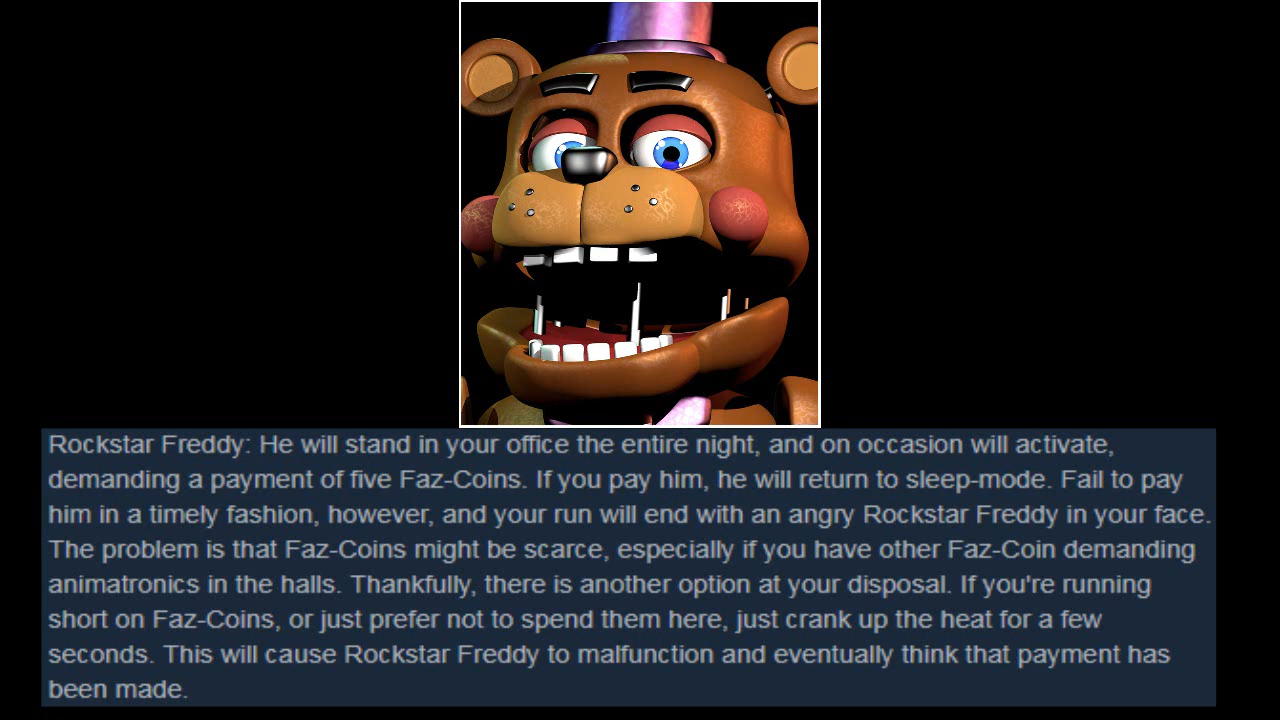 Rockstar Freddy: He will stand in your office the entire night, and on occasion will activate,
demanding a payment of five Faz-Coins. If you pay him, he will return to sleep-mode. Fail to pay
him in a timely fashion, however, and your run will end with an angry Rockstar Freddy in your face.
The problem is that Faz-Coins might be scarce, especially if you have other Faz-Coin demanding
animatronics in the halls. Thankfully, there is another option at your disposal. If you're running
short on Faz-Coins, or just prefer not to spend them here, just crank up the heat for a few
seconds. This will cause Rockstar Freddy to malfunction and eventually think that payment has
been made.